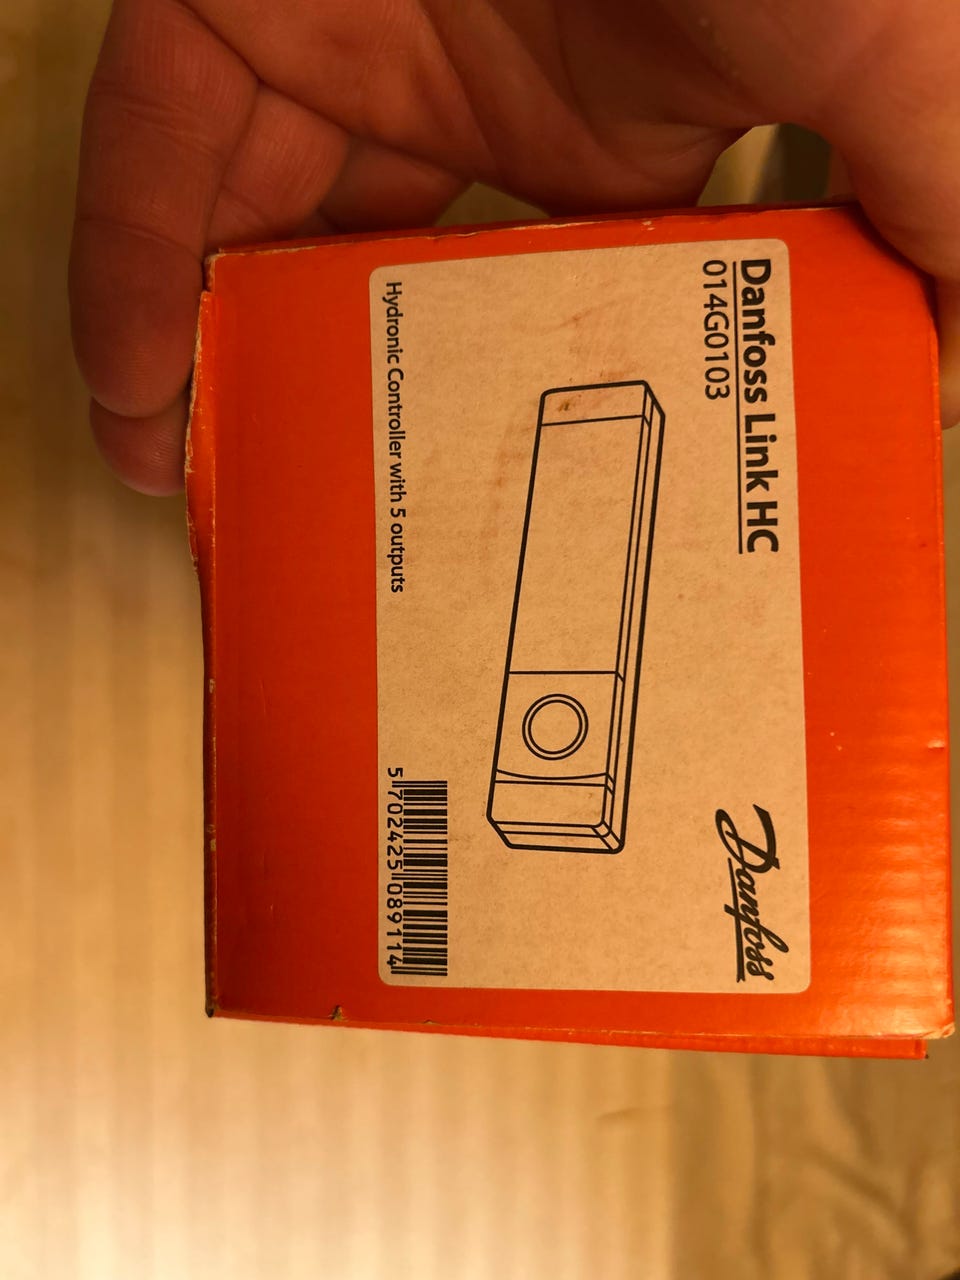 Danfoss Link HC
014G0103
Danfoss
Hydronic Controller with 5 outputs
5 702425 089114